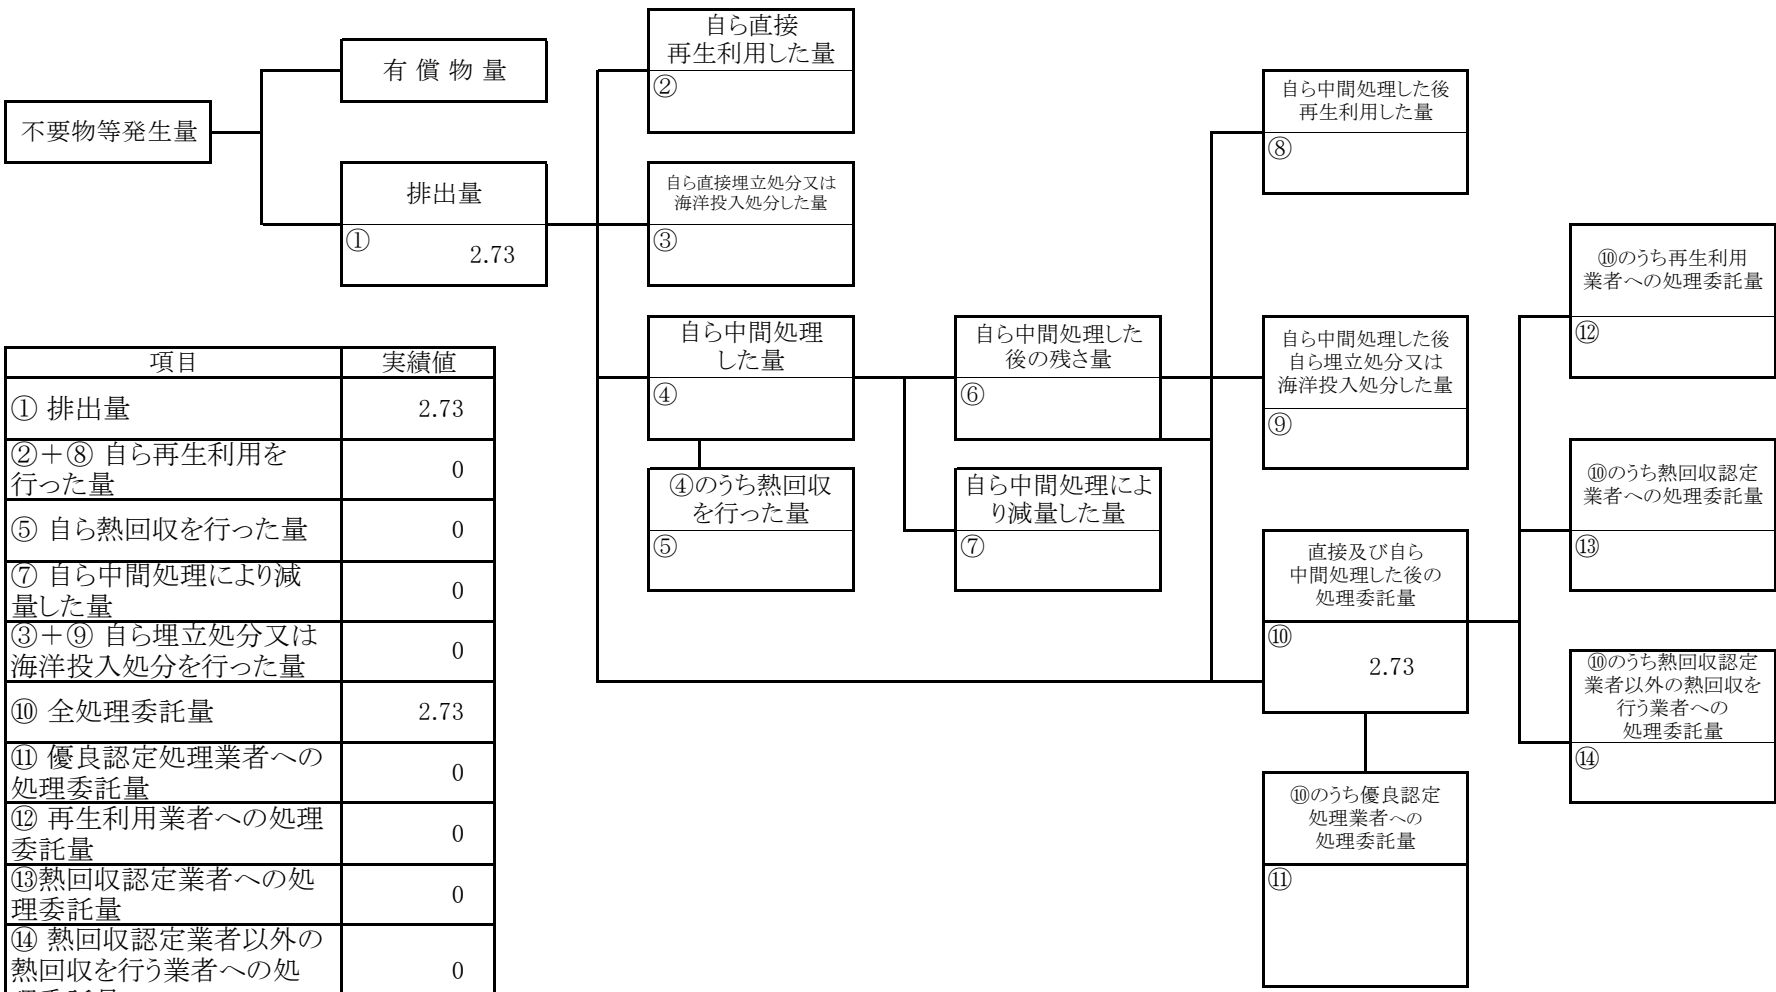 不要物等発生量
有 償 物 量
排出量
①
2.73
自ら直接
再生利用した量
②
自ら直接埋立処分又は
海洋投入処分した量
③
自ら中間処理
した量
④
④のうち熱回収
を行った量
⑤
自ら中間処理した
後の残さ量
⑥
自ら中間処理によ
り減量した量
⑦
自ら中間処理した後
再生利用した量
⑧
自ら中間処理した後
自ら埋立処分又は
海洋投入処分した量
⑨
直接及び自ら
中間処理した後の
処理委託量
⑩
2.73
⑩のうち優良認定
処理業者への
処理委託量
⑪
⑩のうち再生利用
業者への処理委託量
⑫
⑩のうち熱回収認定
業者への処理委託量
⑬
⑩のうち熱回収認定
業者以外の熱回収を
行う業者への
処理委託量
⑭
項目 実績値
① 排出量 2.73
②+⑧ 自ら再生利用を
行った量 0
⑤ 自ら熱回収を行った量 0
⑦ 自ら中間処理により減
量した量 0
③+⑨ 自ら埋立処分又は
海洋投入処分を行った量 0
⑩ 全処理委託量 2.73
⑪ 優良認定処理業者への
処理委託量 0
⑫ 再生利用業者への処理
委託量 0
⑬熱回収認定業者への処
理委託量 0
⑭ 熱回収認定業者以外の
熱回収を行う業者への処 0